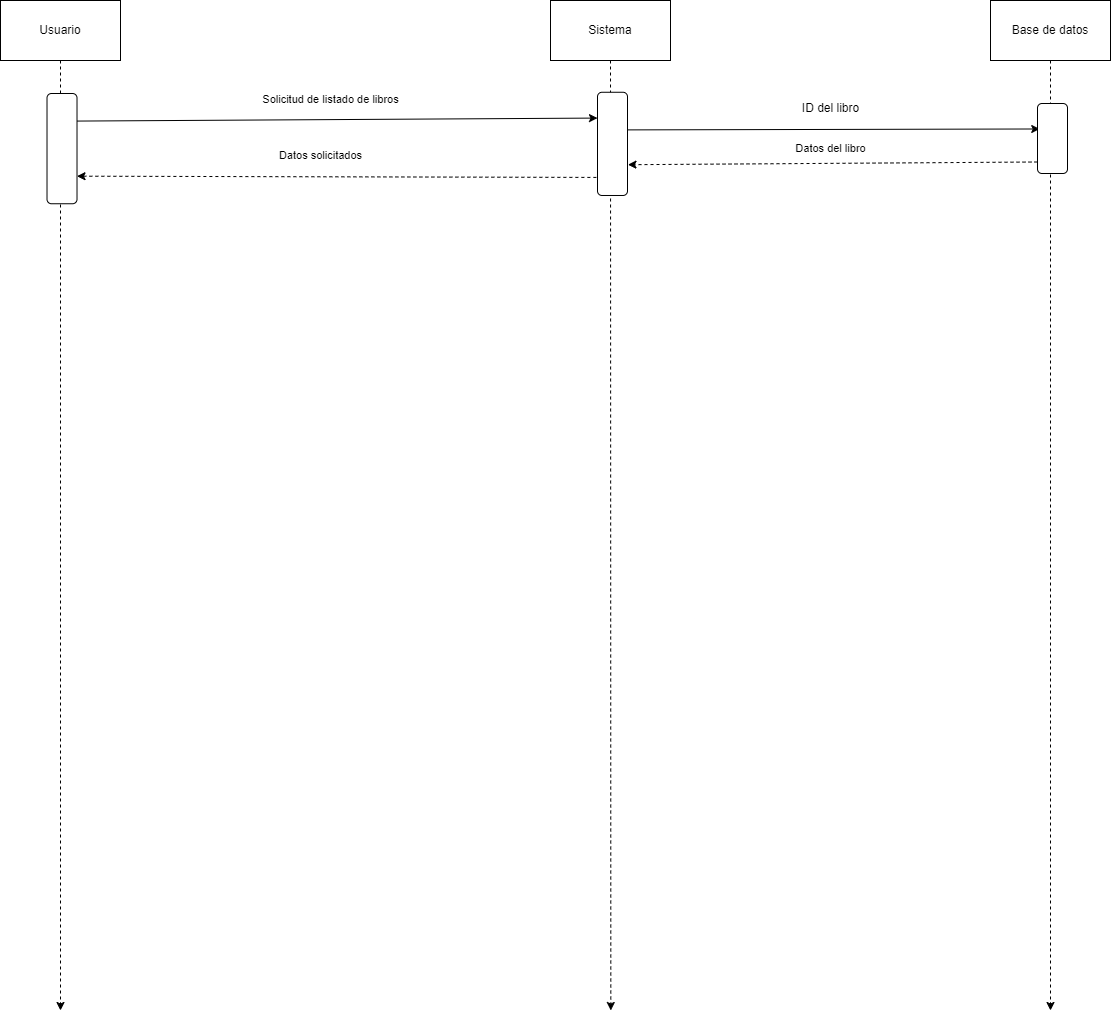 Usuario
Sistema
Base de datos
Solicitud de listado de libros
ID del libro
Datos solicitados
Datos del libro